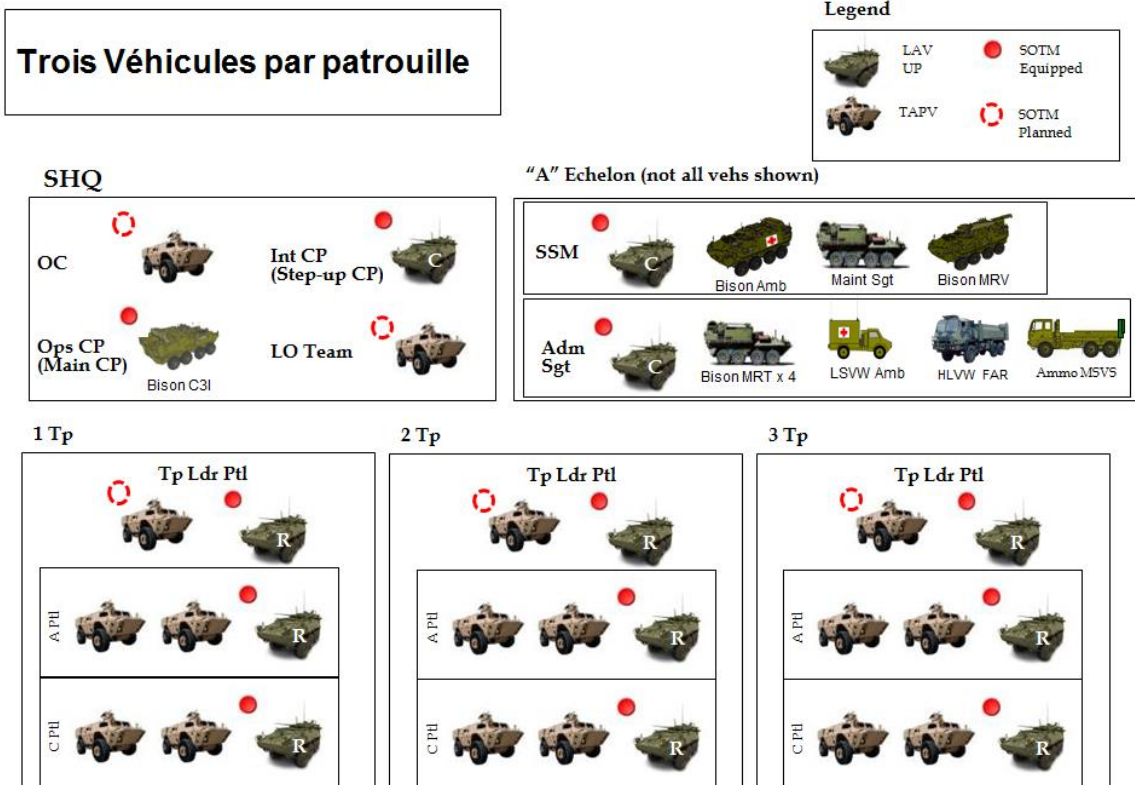 Trois Véhicules par patrouille
Legend
LAV
UP
SOTM
Equipped
TAPV
SOTM
Planned
SHQ
OC
Int CP
(Step-up CP)
C
Ops CP
(Main CP)
Bison C3I
LO Team
“A” Echelon (not all vehs shown)
SSM
C
Bison Amb
Maint Sgt
Bison MRV
Adm
Sgt
C
Bison MRT x 4
LSVW Amb
HLVW FAR
Ammo MSVS
1 Tp
Tp Ldr Ptl
R
A Ptl
R
C Ptl
R
2 Tp
Tp Ldr Ptl
R
A Ptl
R
C Ptl
R
3 Tp
Tp Ldr Ptl
R
A Ptl
R
C Ptl
R